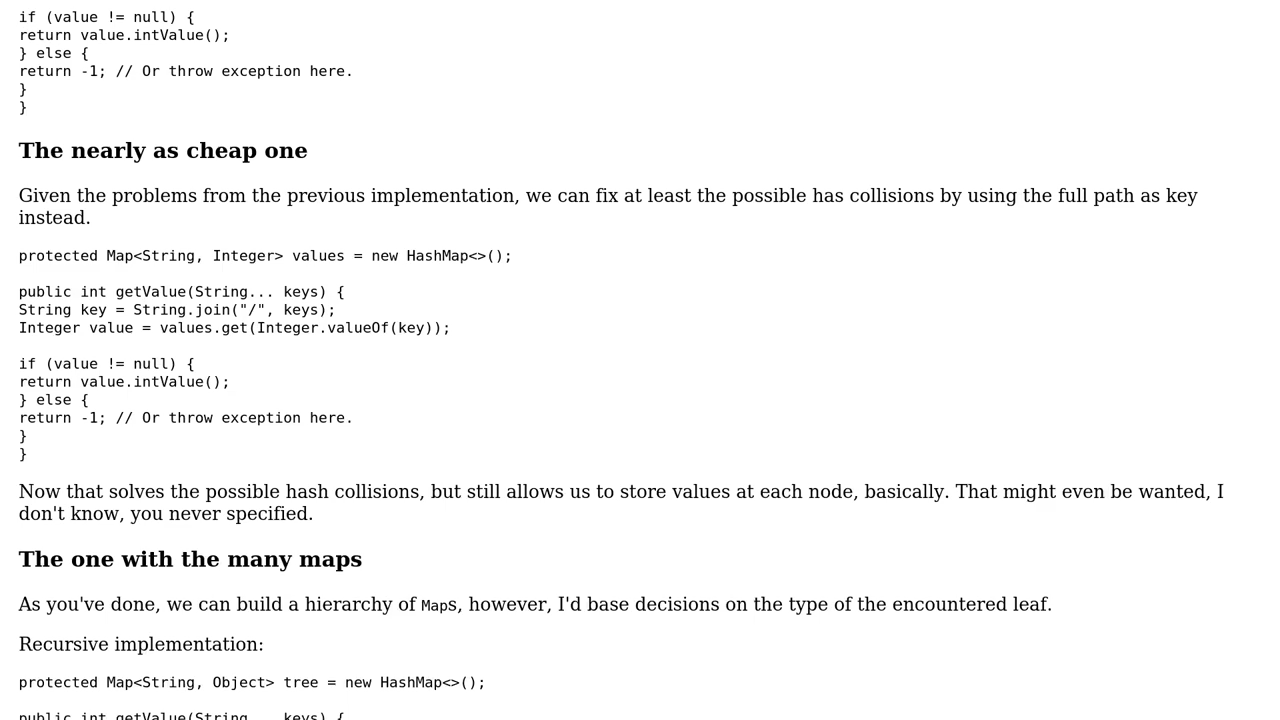 if (value != null) {
return value.intValue();
} else {
return -1; // Or throw exception here.
}
}
The nearly as cheap one
Given the problems from the previous implementation, we can fix at least the possible has collisions by using the full path as key
instead.
protected Map<String, Integer> values = new HashMap<>();
public int getValue(String... keys) {
String key = String.join("/", keys);
Integer value = values.get(Integer.valueOf(key));
if (value != null) {
return value.intValue();
} else {
return -1; // Or throw exception here.
}
}
Now that solves the possible hash collisions, but still allows us to store values at each node, basically. That might even be wanted, I
don't know, you never specified.
The one with the many maps
As you've done, we can build a hierarchy of Maps, however, I'd base decisions on the type of the encountered leaf.
Recursive implementation:
protected Map<String, Object> tree = new HashMap<>();
public int getValue(String... keys) {